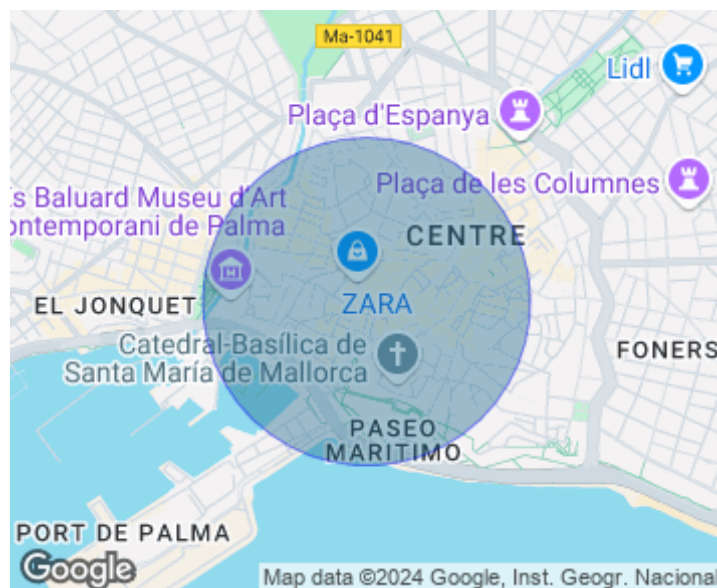 Ma-1041
Lidl
Plaça d'Espanya
Plaça de les Columnes
s Baluard Museu d'Art
ontemporani de Palma
CENTRE
EL JONQUET
ZARA
Catedral-Basílica de
Santa María de Mallorca
FONERS
PASEO
MARITIMO
PORT DE PALMA
Google
Map data ©2024 Google, Inst. Geogr. Nacional